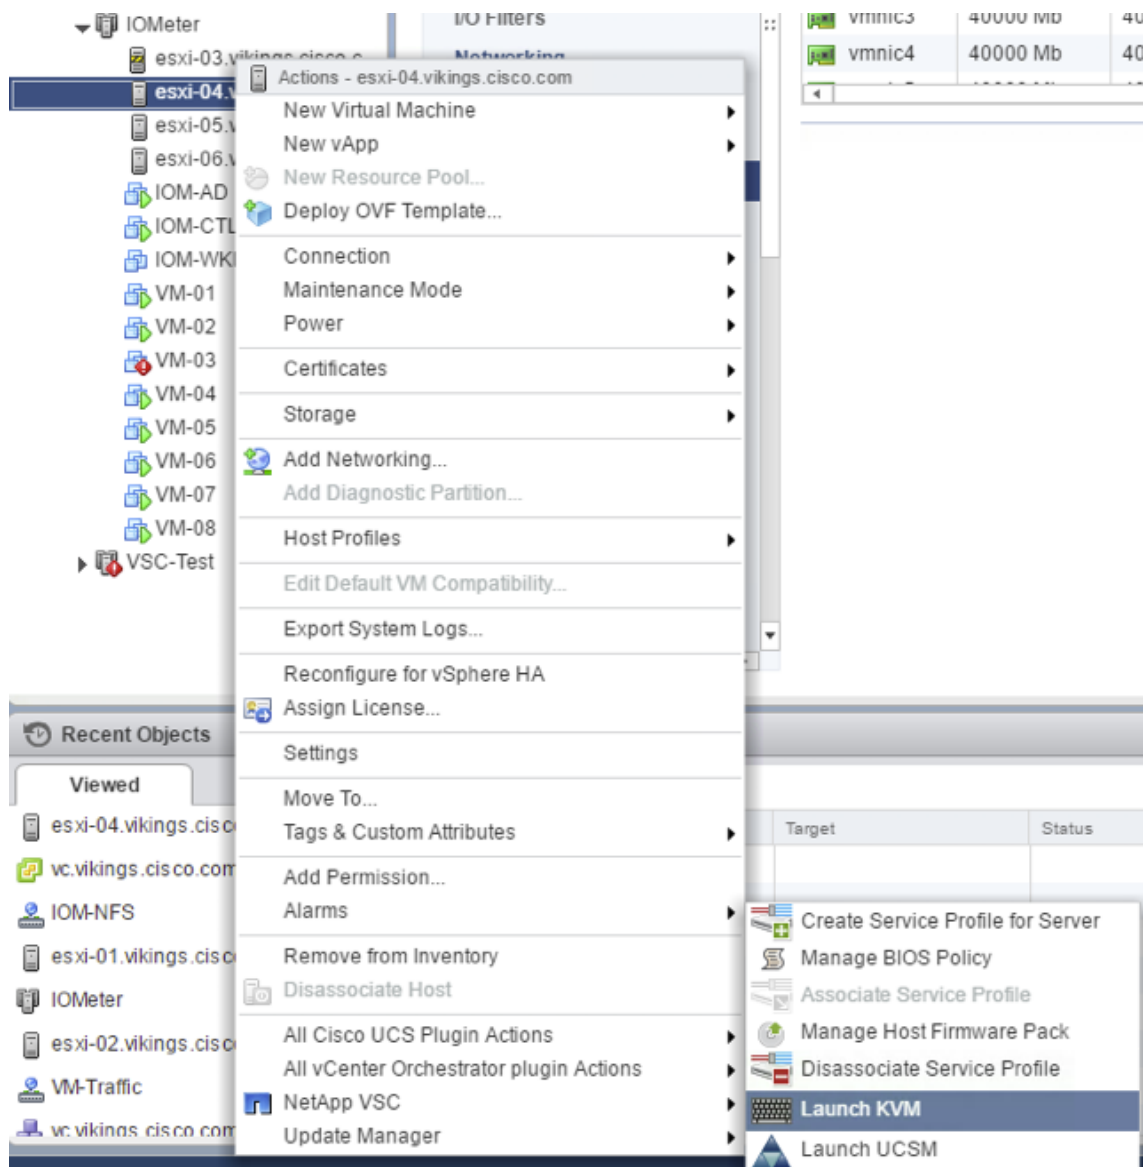 IOMeter
esxi-03.vikings.cisco.c
esxi-04.v
esxi-05.v
esxi-06.v
IOM-AD
IOM-CTL
IOM-WK
VM-01
VM-02
VM-03
VM-04
VM-05
VM-06
VM-07
VM-08
VSC-Test
I/O Filters
Networking
vmnic3 40000 Mb 40
vmnic4 40000 Mb 40
Actions - esxi-04.vikings.cisco.com
New Virtual Machine
New vApp
New Resource Pool...
Deploy OVF Template...
Connection
Maintenance Mode
Power
Certificates
Storage
Add Networking...
Add Diagnostic Partition...
Host Profiles
Edit Default VM Compatibility...
Export System Logs...
Reconfigure for vSphere HA
Assign License...
Settings
Move To...
Tags & Custom Attributes
Add Permission...
Alarms
Remove from Inventory
Disassociate Host
All Cisco UCS Plugin Actions
All vCenter Orchestrator plugin Actions
NetApp VSC
Update Manager
Recent Objects
Viewed
esxi-04.vikings.cisc
vc.vikings.cisco.com
IOM-NFS
esxi-01.vikings.cisc
IOMeter
esxi-02.vikings.cisc
VM-Traffic
vc.vikings.cisco.com
Target Status
Create Service Profile for Server
Manage BIOS Policy
Associate Service Profile
Manage Host Firmware Pack
Disassociate Service Profile
Launch KVM
Launch UCSM